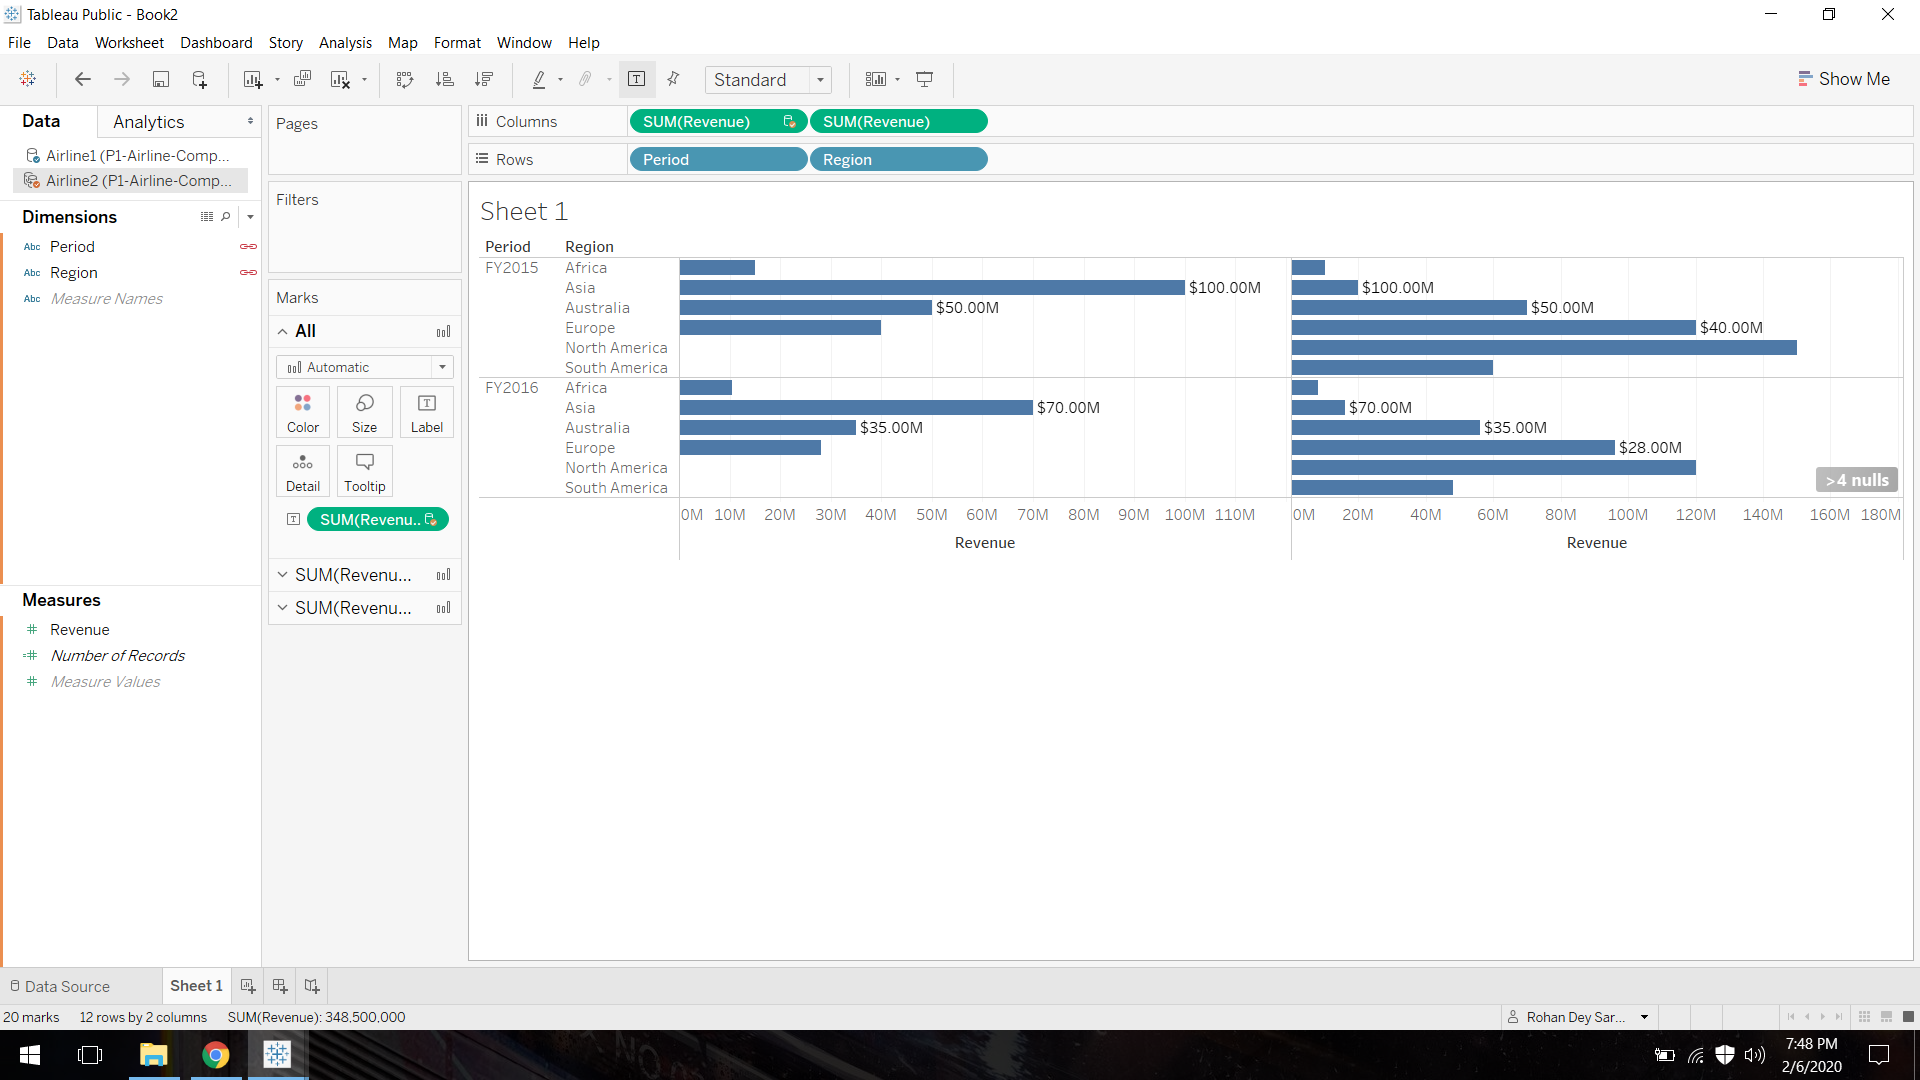 Tableau Public - Book2
File Data Worksheet Dashboard Story Analysis Map Format Window Help
Standard
Show Me
Data Analytics
Airline1 (P1-Airline-Comp...
Airline2 (P1-Airline-Comp...
Dimensions
Abc Period
Abc Region
Abc Measure Names
Measures
# Revenue
=# Number of Records
# Measure Values
Pages
Filters
Marks
All
Automatic
Color Size Label
Detail Tooltip
T SUM(Revenu..
SUM(Revenu...
SUM(Revenu...
Columns SUM(Revenue) SUM(Revenue)
Rows Period Region
Sheet 1
Period Region
FY2015 Africa
Asia $100.00M $100.00M
Australia $50.00M $50.00M
Europe $40.00M
North America
South America
FY2016 Africa
Asia $70.00M $70.00M
Australia $35.00M $35.00M
Europe $28.00M
North America
South America
>4 nulls
0M 10M 20M 30M 40M 50M 60M 70M 80M 90M 100M 110M 0M 20M 40M 60M 80M 100M 120M 140M 160M 180M
Revenue Revenue
Data Source Sheet 1
20 marks 12 rows by 2 columns SUM(Revenue): 348,500,000
Rohan Dey Sar...
7:48 PM
2/6/2020